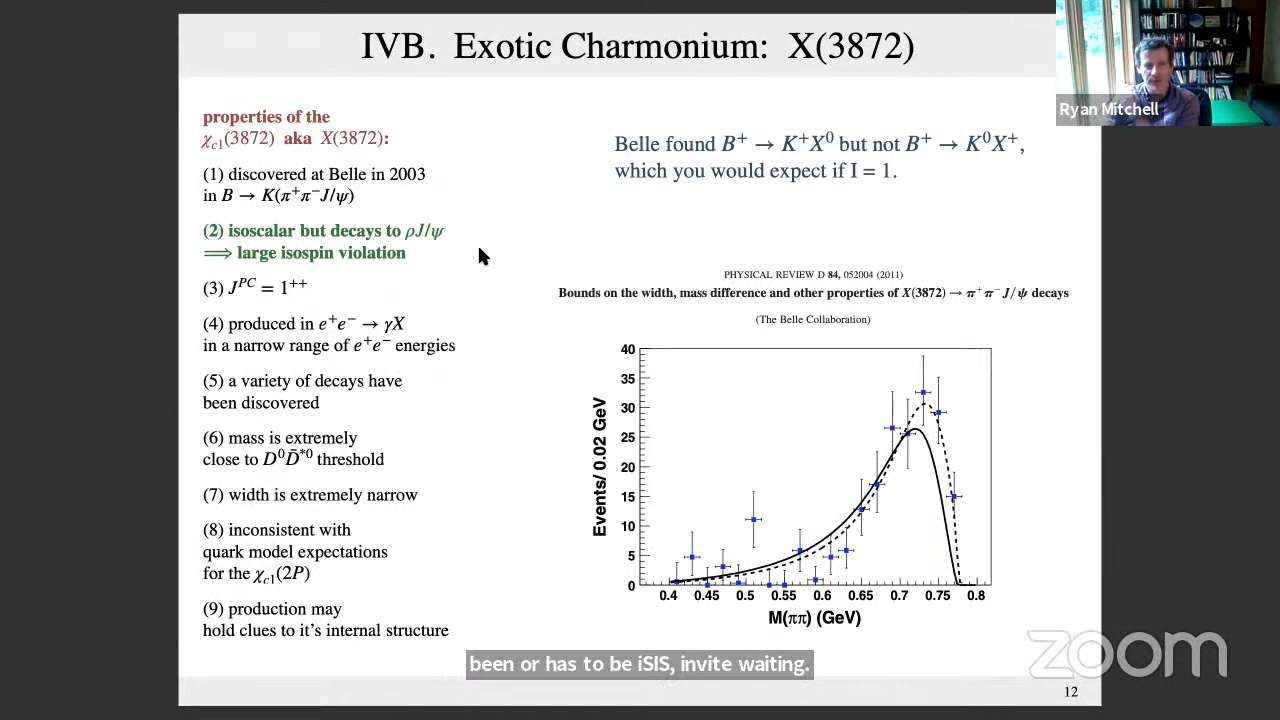 IVB. Exotic Charmonium: X(3872)
Ryan Mitchell
properties of the
χc1(3872) aka X(3872):
(1) discovered at Belle in 2003
in B → K(π⁺π⁻J/ψ)
(2) isoscalar but decays to ρJ/ψ
⟹ large isospin violation
(3) J^PC = 1⁺⁺
(4) produced in e⁺e⁻ → γX
in a narrow range of e⁺e⁻ energies
(5) a variety of decays have
been discovered
(6) mass is extremely
close to D⁰D̄*⁰ threshold
(7) width is extremely narrow
(8) inconsistent with
quark model expectations
for the χc1(2P)
(9) production may
hold clues to it's internal structure
Belle found B⁺ → K⁺X⁰ but not B⁺ → K⁰X⁺,
which you would expect if I = 1.
PHYSICAL REVIEW D 84, 052004 (2011)
Bounds on the width, mass difference and other properties of X(3872) → π⁺π⁻J/ψ decays
(The Belle Collaboration)
Events/ 0.02 GeV
40
35
30
25
20
15
10
5
0
0.4 0.45 0.5 0.55 0.6 0.65 0.7 0.75 0.8
M(ππ) (GeV)
been or has to be iSIS, invite waiting.
zoom
12